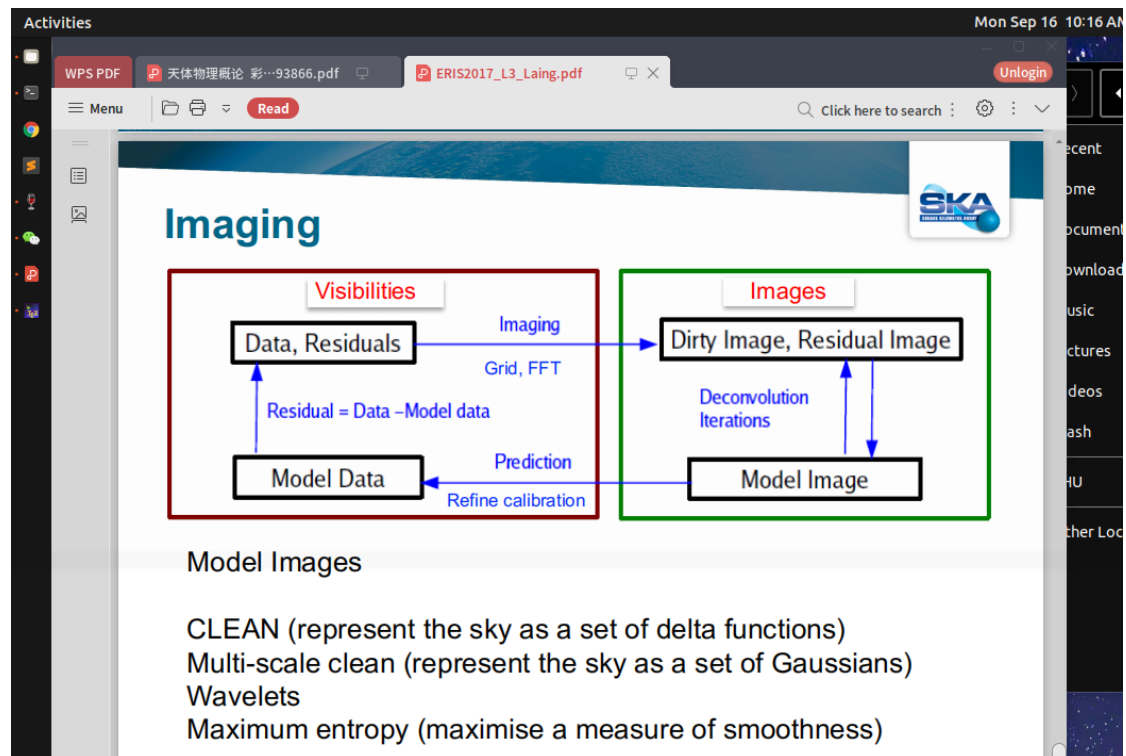 Activities
Mon Sep 16 10:16 AM
WPS PDF
天体物理概论 彩…93866.pdf
ERIS2017_L3_Laing.pdf
Unlogin
Menu
Read
Click here to search
Imaging
SKA
SQUARE KILOMETRE ARRAY
Visibilities
Images
Data, Residuals
Imaging
Grid, FFT
Dirty Image, Residual Image
Residual = Data –Model data
Deconvolution
Iterations
Model Data
Prediction
Refine calibration
Model Image
Model Images
CLEAN (represent the sky as a set of delta functions)
Multi-scale clean (represent the sky as a set of Gaussians)
Wavelets
Maximum entropy (maximise a measure of smoothness)
ecent
ome
ocument
ownload
usic
ctures
deos
ash
HU
ther Loc